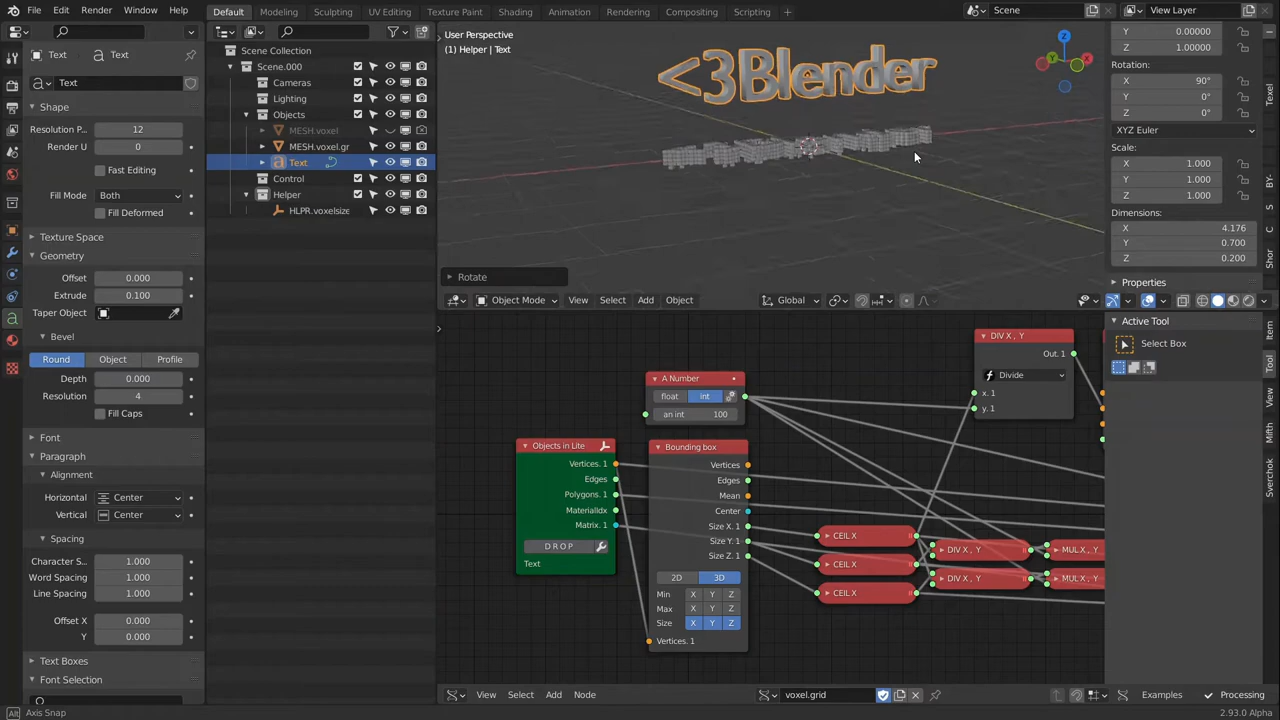 File Edit Render Window Help
Default Modeling Sculpting UV Editing Texture Paint Shading Animation Rendering Compositing Scripting +
Scene
View Layer
Text Text
Text
Shape
Resolution P... 12
Render U 0
Fast Editing
Fill Mode Both
Fill Deformed
Texture Space
Geometry
Offset 0.000
Extrude 0.100
Taper Object
Bevel
Round Object Profile
Depth 0.000
Resolution 4
Fill Caps
Font
Paragraph
Alignment
Horizontal Center
Vertical Center
Spacing
Character S... 1.000
Word Spacing 1.000
Line Spacing 1.000
Offset X 0.000
Y 0.000
Text Boxes
Font Selection
Scene Collection
Scene.000
Cameras
Lighting
Objects
MESH.voxel
MESH.voxel.gr
Text
Control
Helper
HLPR.voxelsize
User Perspective
(1) Helper | Text
<3Blender
Rotate
Object Mode View Select Add Object Global
Y 0.00000
Z 1.00000
Rotation:
X 90°
Y 0°
Z 0°
XYZ Euler
Scale:
X 1.000
Y 1.000
Z 1.000
Dimensions:
X 4.176
Y 0.700
Z 0.200
Properties
Texel
BY-
S
C
Shor
Active Tool
Select Box
Item
Tool
View
Sverchok
DIV X , Y
Out. 1
Divide
x. 1
y. 1
A Number
float int
an int 100
Objects in Lite
Vertices. 1
Edges
Polygons. 1
MaterialIdx
Matrix. 1
D R O P
Text
Bounding box
Vertices
Edges
Mean
Center
Size X. 1
Size Y. 1
Size Z. 1
2D 3D
Min X Y Z
Max X Y Z
Size X Y Z
Vertices. 1
CEIL X
CEIL X
CEIL X
DIV X , Y
DIV X , Y
MUL X , Y
MUL X , Y
View Select Add Node voxel.grid Examples Processing
Alt Axis Snap
2.93.0 Alpha